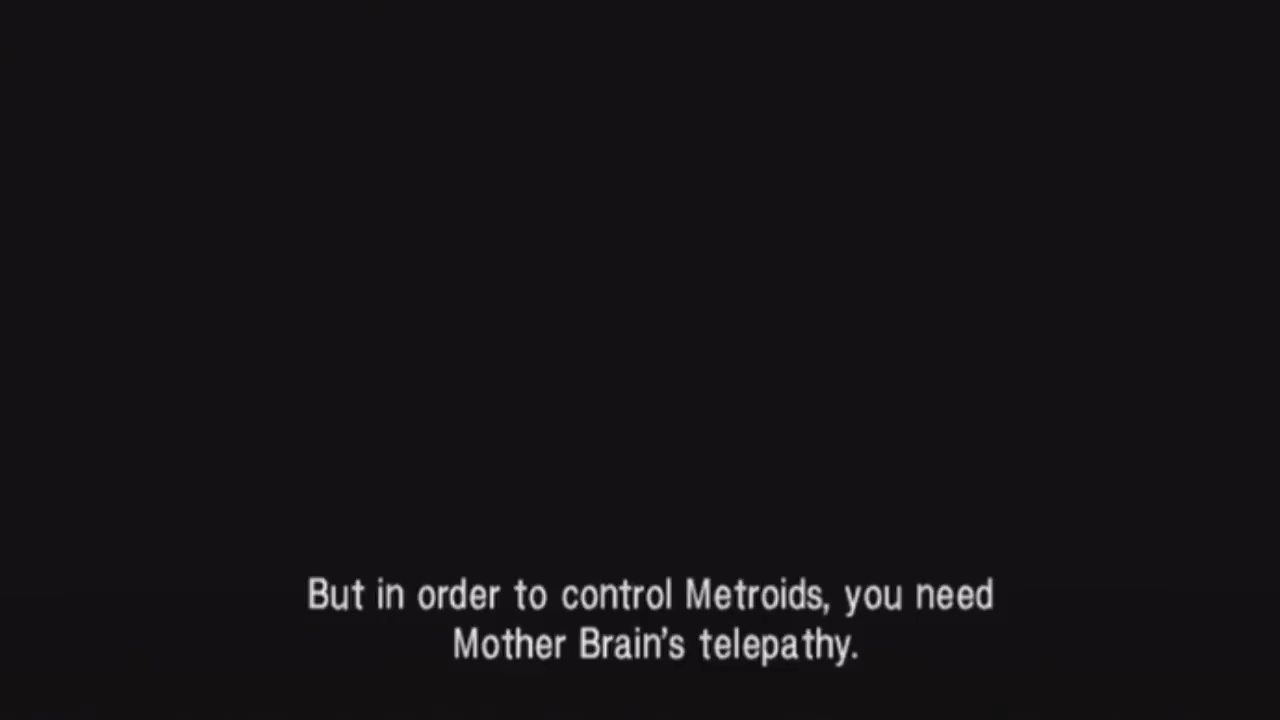 But in order to control Metroids, you need
Mother Brain's telepathy.